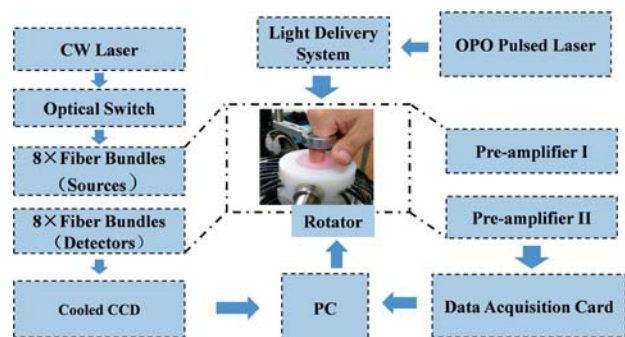 CW Laser
Optical Switch
8×Fiber Bundles
(Sources)
8×Fiber Bundles
(Detectors)
Cooled CCD
Light Delivery
System
OPO Pulsed Laser
Rotator
PC
Pre-amplifier I
Pre-amplifier II
Data Acquisition Card